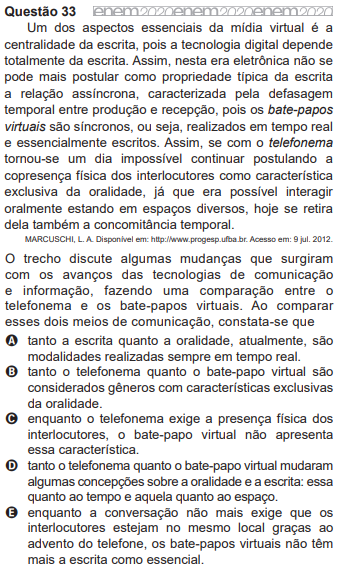 Questão 33 enem2020enem2020enem2020
Um dos aspectos essenciais da mídia virtual é a
centralidade da escrita, pois a tecnologia digital depende
totalmente da escrita. Assim, nesta era eletrônica não se
pode mais postular como propriedade típica da escrita
a relação assíncrona, caracterizada pela defasagem
temporal entre produção e recepção, pois os bate-papos
virtuais são síncronos, ou seja, realizados em tempo real
e essencialmente escritos. Assim, se com o telefonema
tornou-se um dia impossível continuar postulando a
copresença física dos interlocutores como característica
exclusiva da oralidade, já que era possível interagir
oralmente estando em espaços diversos, hoje se retira
dela também a concomitância temporal.
MARCUSCHI, L. A. Disponível em: http://www.progesp.ufba.br. Acesso em: 9 jul. 2012.
O trecho discute algumas mudanças que surgiram
com os avanços das tecnologias de comunicação
e informação, fazendo uma comparação entre o
telefonema e os bate-papos virtuais. Ao comparar
esses dois meios de comunicação, constata-se que
A tanto a escrita quanto a oralidade, atualmente, são
modalidades realizadas sempre em tempo real.
B tanto o telefonema quanto o bate-papo virtual são
considerados gêneros com características exclusivas
da oralidade.
C enquanto o telefonema exige a presença física dos
interlocutores, o bate-papo virtual não apresenta
essa característica.
D tanto o telefonema quanto o bate-papo virtual mudaram
algumas concepções sobre a oralidade e a escrita: essa
quanto ao tempo e aquela quanto ao espaço.
E enquanto a conversação não mais exige que os
interlocutores estejam no mesmo local graças ao
advento do telefone, os bate-papos virtuais não têm
mais a escrita como essencial.